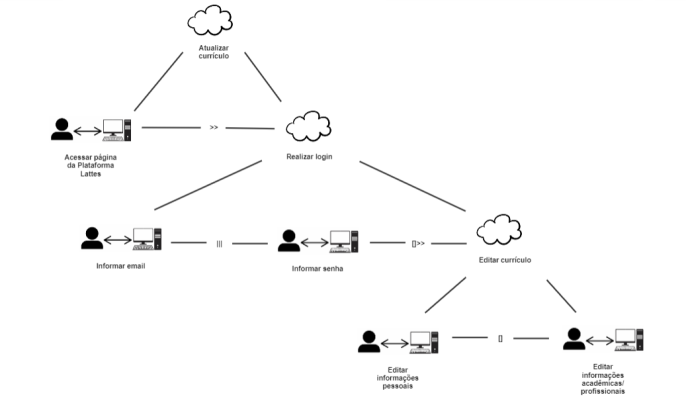 Atualizar
currículo
>>
Acessar página
da Plataforma
Lattes
Realizar login
Informar email
|||
Informar senha
[]>>
Editar currículo
Editar
informações
pessoais
[]
Editar
informações
acadêmicas/
profissionais